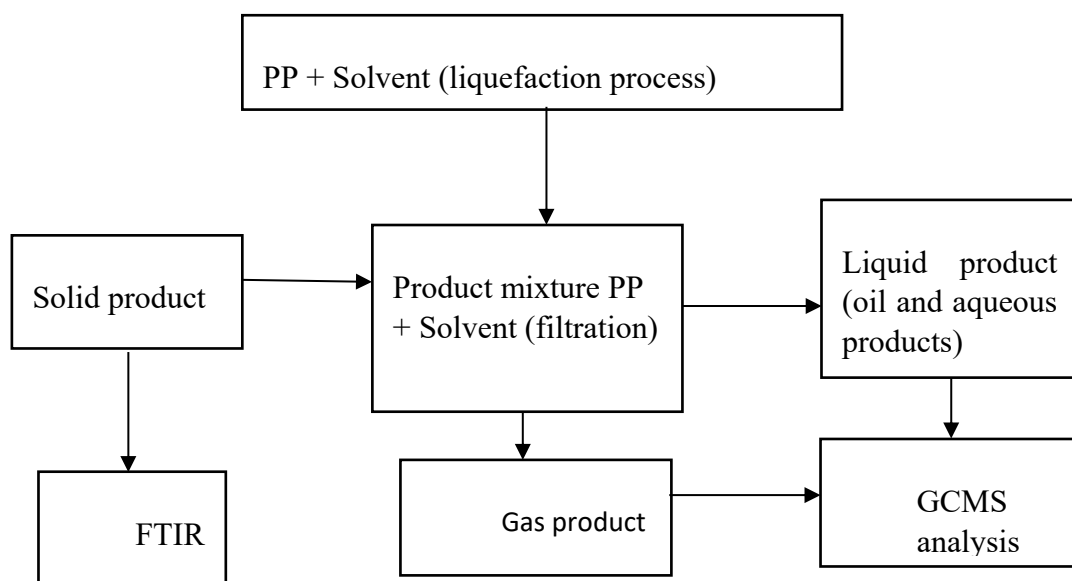 PP + Solvent (liquefaction process)
Solid product
Product mixture PP
+ Solvent (filtration)
Liquid product
(oil and aqueous
products)
FTIR
Gas product
GCMS
analysis